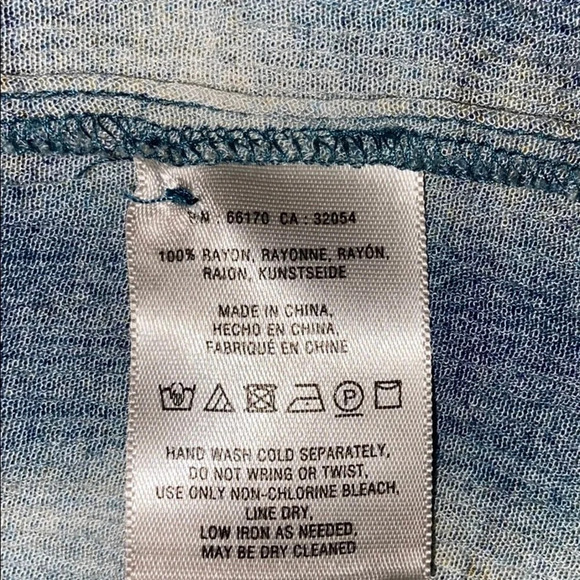 RN : 66170 CA : 32054
100% RAYON, RAYONNE, RAYÓN,
RAION, KUNSTSEIDE
MADE IN CHINA,
HECHO EN CHINA,
FABRIQUÉ EN CHINE
P
HAND WASH COLD SEPARATELY,
DO NOT WRING OR TWIST,
USE ONLY NON-CHLORINE BLEACH,
LINE DRY,
LOW IRON AS NEEDED,
MAY BE DRY CLEANED